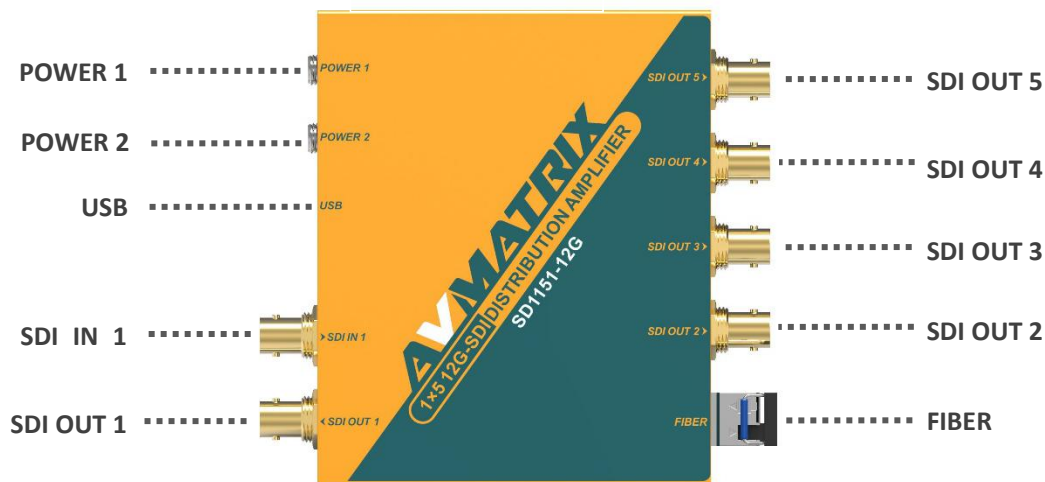 POWER 1
POWER 2
USB
SDI IN 1
SDI OUT 1
POWER 1
POWER 2
USB
›SDI IN 1
‹SDI OUT 1
AVMATRIX
1×5 12G-SDI DISTRIBUTION AMPLIFIER
SD1151-12G
SDI OUT 5›
SDI OUT 4›
SDI OUT 3›
SDI OUT 2›
FIBER
SDI OUT 5
SDI OUT 4
SDI OUT 3
SDI OUT 2
FIBER